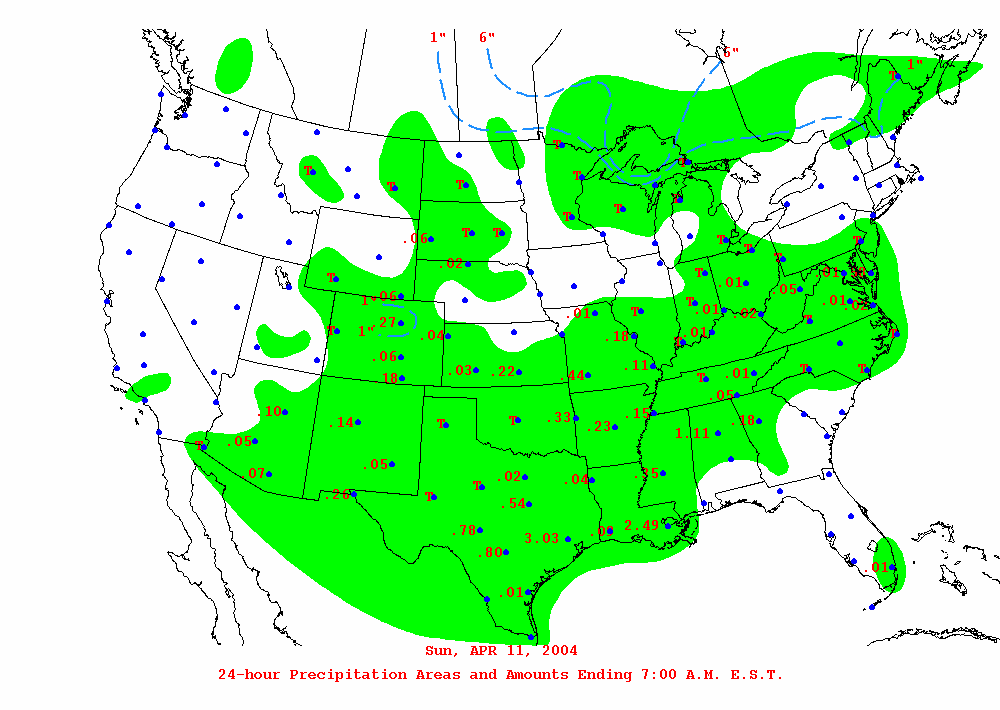 1" 6"
6"
1"
T
T
T
T T T
T
T
T T
T T
.06 T T T T T
.02 T .01 .0
T .01 .05
1" .06 T .01
.27 .01 T .01 .02 .02
T 1" .04 .18 .01 T T
T
.06 .11
.18 .03 .22 .44 T .01 T T
.05
.10 .14 T T .33 .23 .15 .18
.05 1.11
T
.07 .05 .02 .04 .35
.26 T T .54
.78 3.03 .09 2.49
.80
.01 .01
Sun, APR 11, 2004
24-hour Precipitation Areas and Amounts Ending 7:00 A.M. E.S.T.